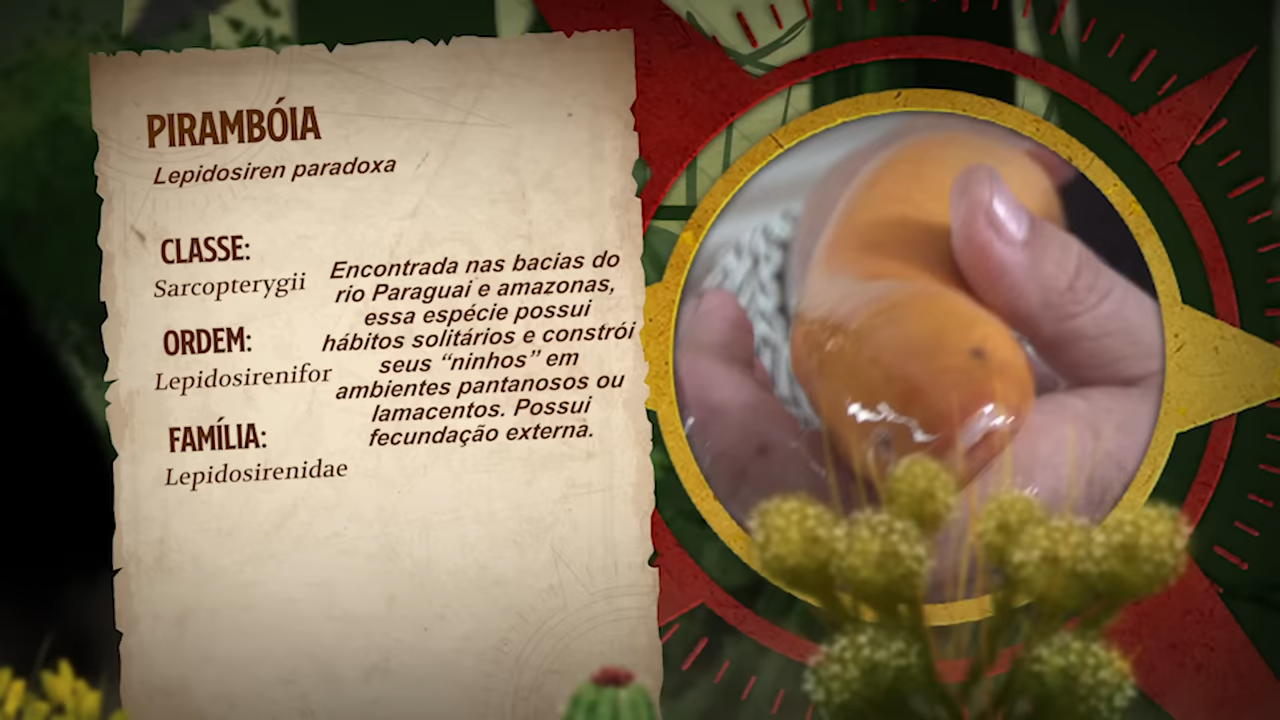 PIRAMBÓIA
Lepidosiren paradoxa
CLASSE:
Sarcopterygii
ORDEM:
Lepidosirenifor
FAMÍLIA:
Lepidosirenidae
Encontrada nas bacias do
rio Paraguai e amazonas,
essa espécie possui
hábitos solitários e constrói
seus “ninhos” em
ambientes pantanosos ou
lamacentos. Possui
fecundação externa.